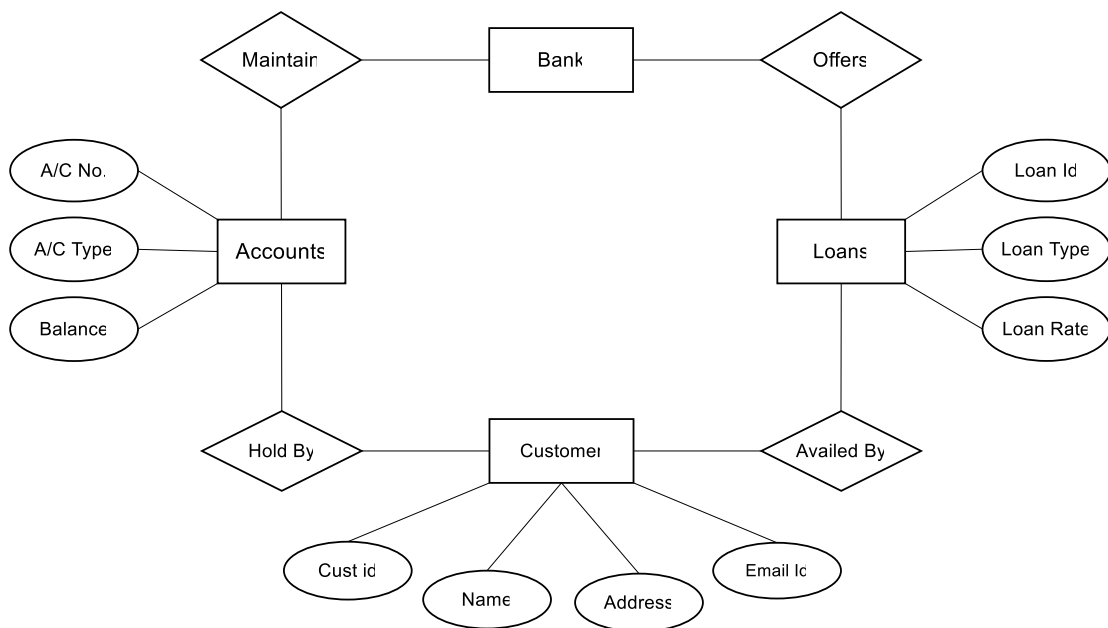 Maintain
Bank
Offers
A/C No.
Loan Id
A/C Type
Accounts
Loans
Loan Type
Balance
Loan Rate
Hold By
Customer
Availed By
Cust id
Name
Address
Email Id